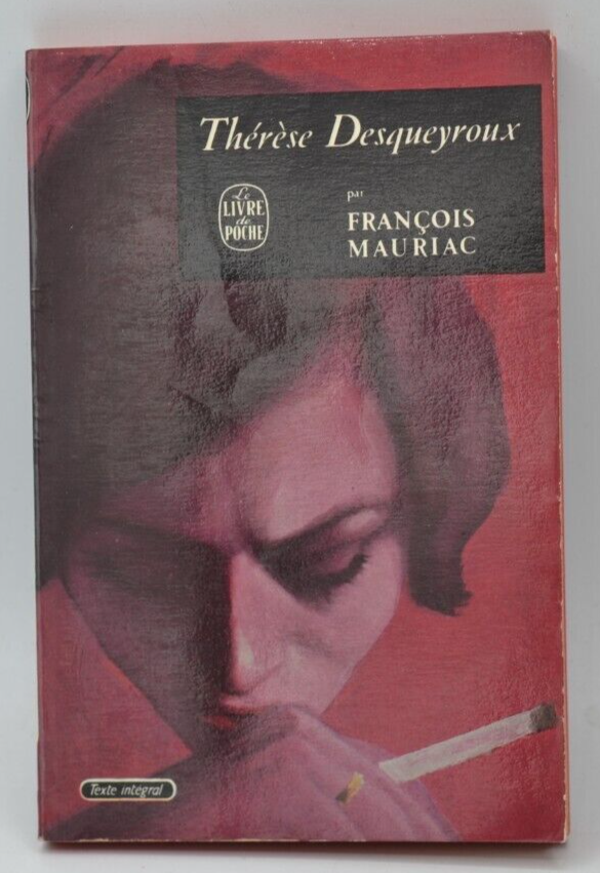 Thérèse Desqueyroux
Le
LIVRE
de
POCHE
par
FRANÇOIS
MAURIAC
Texte intégral